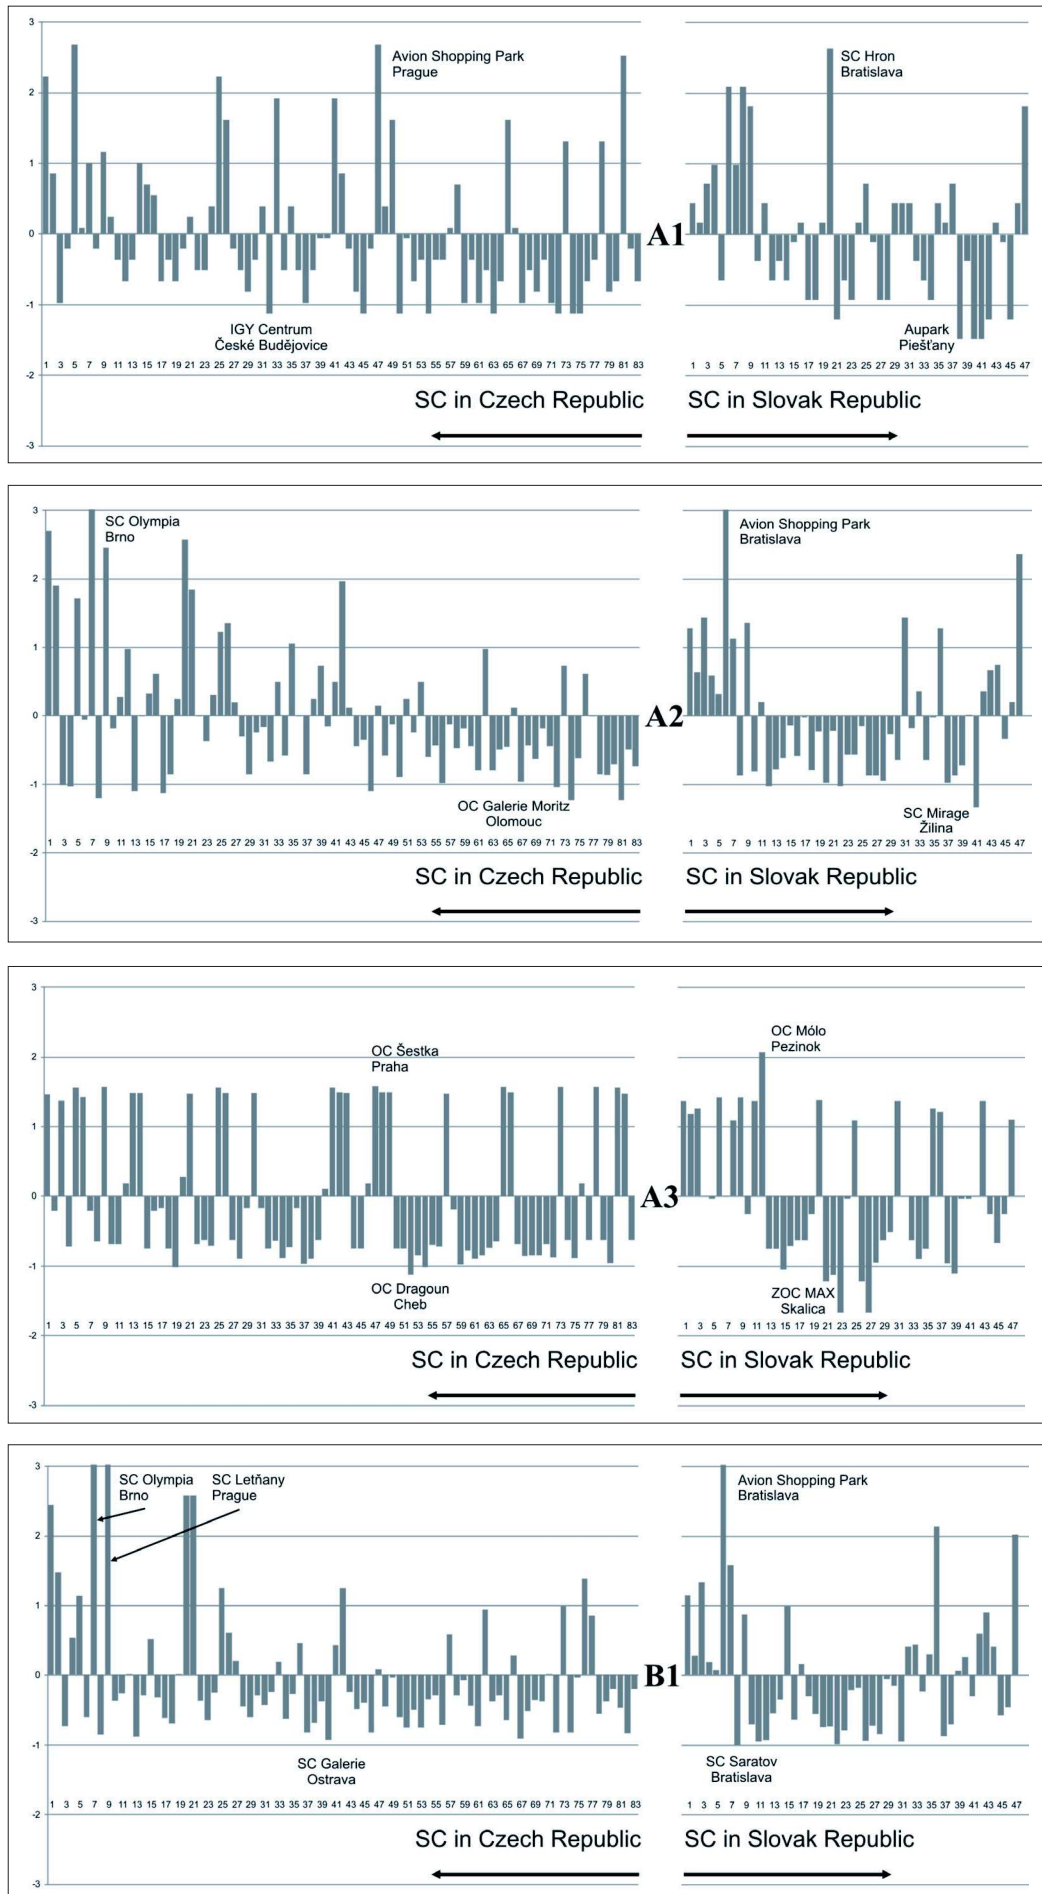 3
2
1
0
-1
-2
-3
Avion Shopping Park
Prague
IGY Centrum
České Budějovice
SC Hron
Bratislava
Aupark
Piešťany
A1
1 3 5 7 9 11 13 15 17 19 21 23 25 27 29 31 33 35 37 39 41 43 45 47 49 51 53 55 57 59 61 63 65 67 69 71 73 75 77 79 81 83
1 3 5 7 9 11 13 15 17 19 21 23 25 27 29 31 33 35 37 39 41 43 45 47
SC in Czech Republic
SC in Slovak Republic
3
2
1
0
-1
-2
-3
SC Olympia
Brno
OC Galerie Moritz
Olomouc
Avion Shopping Park
Bratislava
SC Mirage
Žilina
A2
1 3 5 7 9 11 13 15 17 19 21 23 25 27 29 31 33 35 37 39 41 43 45 47 49 51 53 55 57 59 61 63 65 67 69 71 73 75 77 79 81 83
1 3 5 7 9 11 13 15 17 19 21 23 25 27 29 31 33 35 37 39 41 43 45 47
SC in Czech Republic
SC in Slovak Republic
3
2
1
0
-1
-2
-3
OC Šestka
Praha
OC Dragoun
Cheb
OC Mólo
Pezinok
ZOC MAX
Skalica
A3
1 3 5 7 9 11 13 15 17 19 21 23 25 27 29 31 33 35 37 39 41 43 45 47 49 51 53 55 57 59 61 63 65 67 69 71 73 75 77 79 81 83
1 3 5 7 9 11 13 15 17 19 21 23 25 27 29 31 33 35 37 39 41 43 45 47
SC in Czech Republic
SC in Slovak Republic
3
2
1
0
-1
-2
-3
SC Olympia
Brno
SC Letňany
Prague
SC Galerie
Ostrava
Avion Shopping Park
Bratislava
SC Saratov
Bratislava
B1
1 3 5 7 9 11 13 15 17 19 21 23 25 27 29 31 33 35 37 39 41 43 45 47 49 51 53 55 57 59 61 63 65 67 69 71 73 75 77 79 81 83
1 3 5 7 9 11 13 15 17 19 21 23 25 27 29 31 33 35 37 39 41 43 45 47
SC in Czech Republic
SC in Slovak Republic